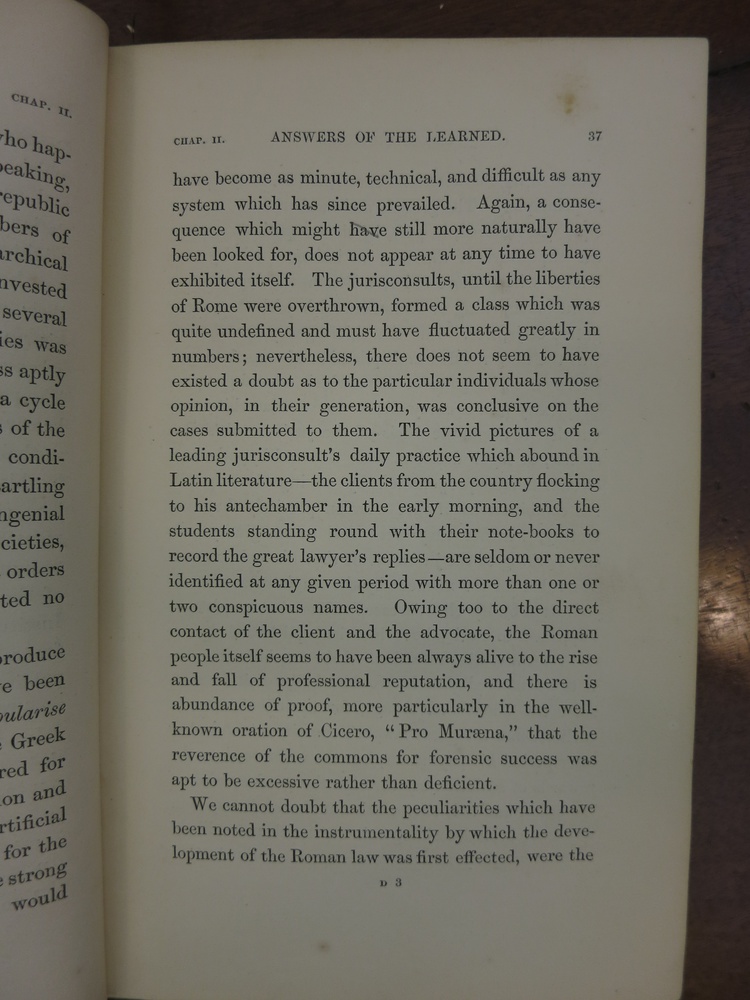 CHAP. II.
who hap-
peaking,
republic
bers of
archical
nvested
several
ies was
ss aptly
a cycle
s of the
condi-
artling
ngenial
cieties,
orders
ted no
produce
e been
pularise
Greek
red for
ion and
rtificial
for the
strong
would
CHAP. II. ANSWERS OF THE LEARNED. 37
have become as minute, technical, and difficult as any
system which has since prevailed. Again, a conse-
quence which might have still more naturally have
been looked for, does not appear at any time to have
exhibited itself. The jurisconsults, until the liberties
of Rome were overthrown, formed a class which was
quite undefined and must have fluctuated greatly in
numbers; nevertheless, there does not seem to have
existed a doubt as to the particular individuals whose
opinion, in their generation, was conclusive on the
cases submitted to them. The vivid pictures of a
leading jurisconsult's daily practice which abound in
Latin literature—the clients from the country flocking
to his antechamber in the early morning, and the
students standing round with their note-books to
record the great lawyer's replies—are seldom or never
identified at any given period with more than one or
two conspicuous names. Owing too to the direct
contact of the client and the advocate, the Roman
people itself seems to have been always alive to the rise
and fall of professional reputation, and there is
abundance of proof, more particularly in the well-
known oration of Cicero, "Pro Muræna," that the
reverence of the commons for forensic success was
apt to be excessive rather than deficient.
We cannot doubt that the peculiarities which have
been noted in the instrumentality by which the deve-
lopment of the Roman law was first effected, were the
D 3